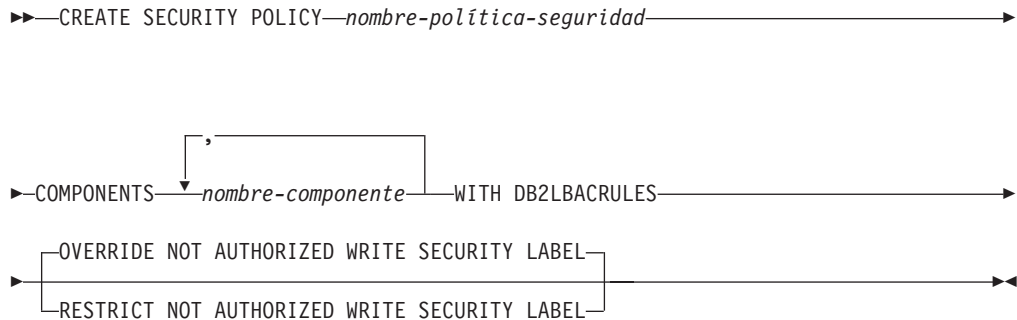 CREATE SECURITY POLICY nombre-política-seguridad
,
COMPONENTS nombre-componente WITH DB2LBACRULES
OVERRIDE NOT AUTHORIZED WRITE SECURITY LABEL
RESTRICT NOT AUTHORIZED WRITE SECURITY LABEL